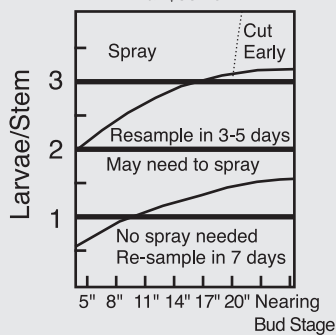 Cut
Spray
Early
3
Resample in 3-5 days
2
May need to spray
Larvae/Stem
1
No spray needed
Re-sample in 7 days
5" 8" 11" 14" 17" 20" Nearing
Bud Stage